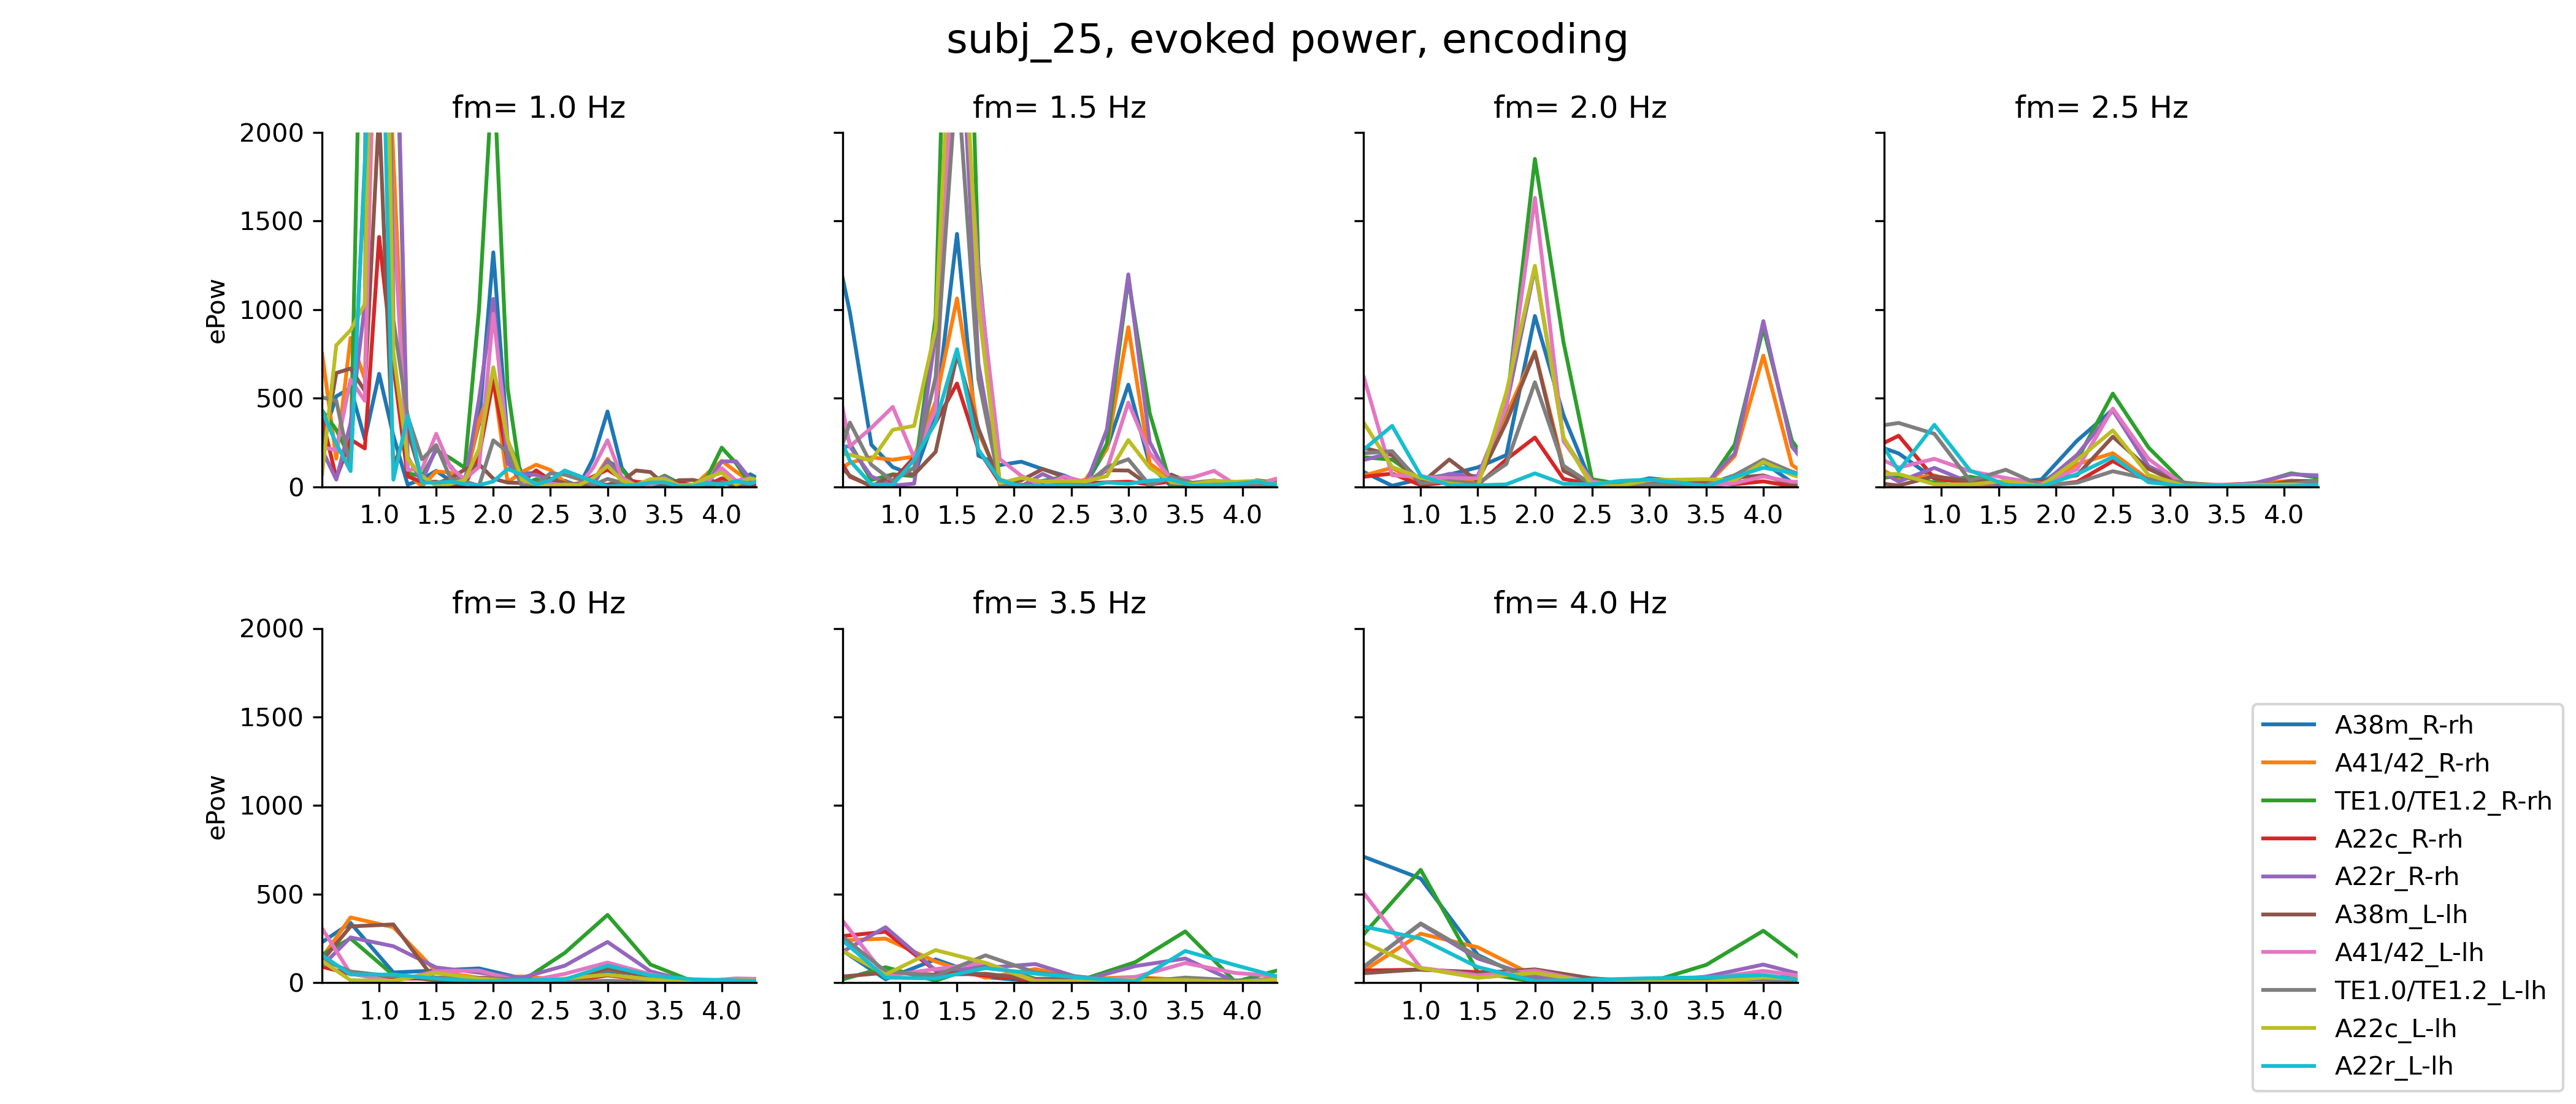 subj_25, evoked power, encoding
fm= 1.0 Hz
fm= 1.5 Hz
fm= 2.0 Hz
fm= 2.5 Hz
2000
1500
1000
500
0
ePow
1.0 1.5 2.0 2.5 3.0 3.5 4.0
1.0 1.5 2.0 2.5 3.0 3.5 4.0
1.0 1.5 2.0 2.5 3.0 3.5 4.0
1.0 1.5 2.0 2.5 3.0 3.5 4.0
fm= 3.0 Hz
fm= 3.5 Hz
fm= 4.0 Hz
2000
1500
1000
500
0
ePow
1.0 1.5 2.0 2.5 3.0 3.5 4.0
1.0 1.5 2.0 2.5 3.0 3.5 4.0
1.0 1.5 2.0 2.5 3.0 3.5 4.0
A38m_R-rh
A41/42_R-rh
TE1.0/TE1.2_R-rh
A22c_R-rh
A22r_R-rh
A38m_L-lh
A41/42_L-lh
TE1.0/TE1.2_L-lh
A22c_L-lh
A22r_L-lh